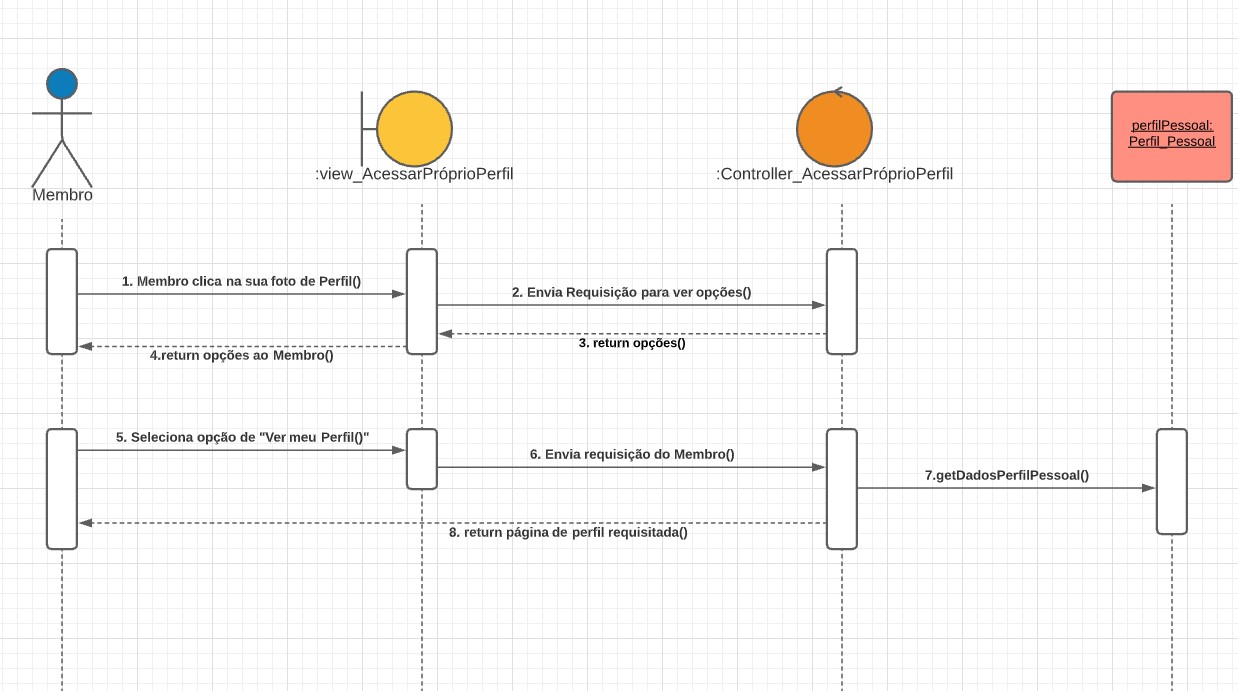 Membro
:view_AcessarPróprioPerfil
:Controller_AcessarPróprioPerfil
perfilPessoal:
Perfil_Pessoal
1. Membro clica na sua foto de Perfil()
2. Envia Requisição para ver opções()
3. return opções()
4.return opções ao Membro()
5. Seleciona opção de "Ver meu Perfil()"
6. Envia requisição do Membro()
7.getDadosPerfilPessoal()
8. return página de perfil requisitada()